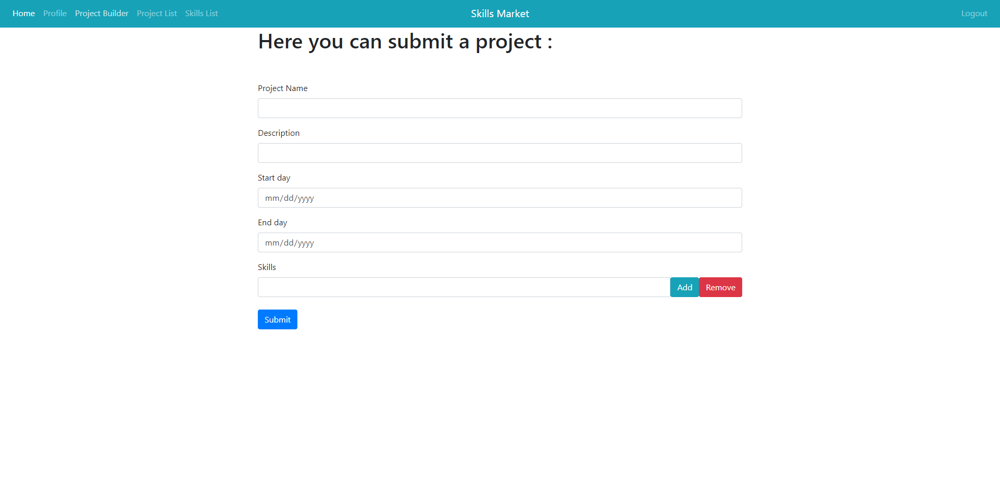 Home Profile Project Builder Project List Skills List Skills Market Logout
Here you can submit a project :
Project Name
Description
Start day
mm/dd/yyyy
End day
mm/dd/yyyy
Skills
Add Remove
Submit